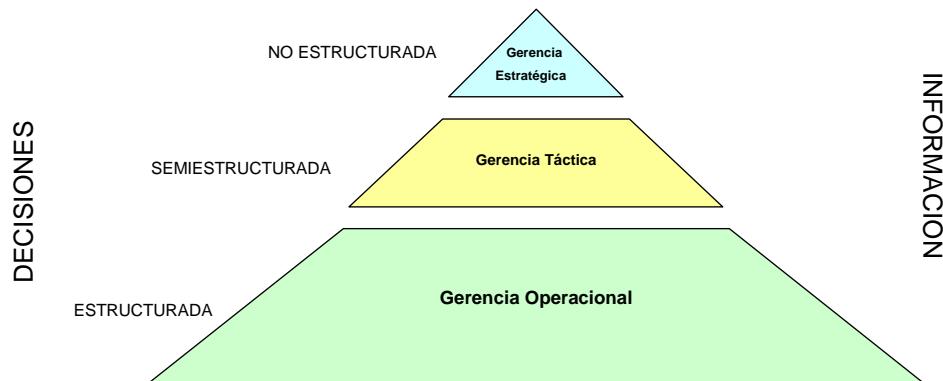 NO ESTRUCTURADA
Gerencia
Estratégica
SEMIESTRUCTURADA
Gerencia Táctica
ESTRUCTURADA
Gerencia Operacional
DECISIONES
INFORMACION